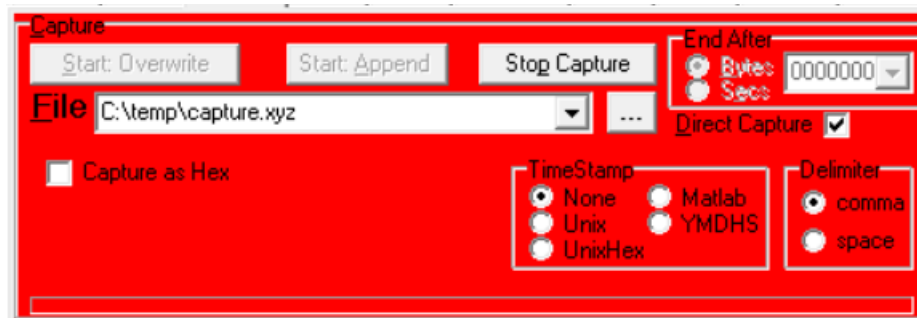 Capture
Start: Overwrite Start: Append Stop Capture
End After
Bytes 0000000
Secs
File C:\temp\capture.xyz ...
Direct Capture
Capture as Hex
TimeStamp Delimiter
None Matlab comma
Unix YMDHS
UnixHex space